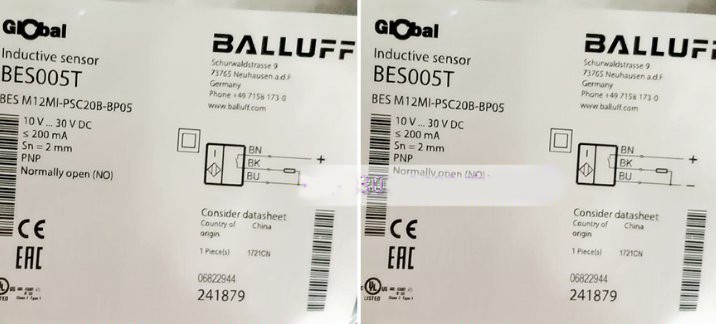 Global
Inductive sensor
BES005T
BES M12MI-PSC20B-BP05
10 V ... 30 V DC
≤ 200 mA
Sn = 2 mm
PNP
Normally open (NO)
CE
EAC
UL
LISTED
BALLUFF
Schurwaldstrasse 9
73765 Neuhausen a.d.F
Germany
Phone +49 7158 173-0
www.balluff.com
BN
BK
BU
+
Consider datasheet
Country of China
origin
1 Piece(s) 1721CN
06822944
241879
Global
Inductive sensor
BES005T
BES M12MI-PSC20B-BP05
10 V ... 30 V DC
≤ 200 mA
Sn = 2 mm
PNP
Normally open (NO)
CE
EAC
UL
LISTED
BALLUFF
Schurwaldstrasse 9
73765 Neuhausen a.d.F
Germany
Phone +49 7158 173-0
www.balluff.com
BN
BK
BU
+
−
Consider datasheet
Country of China
origin
1 Piece(s) 1721CN
06822944
241879